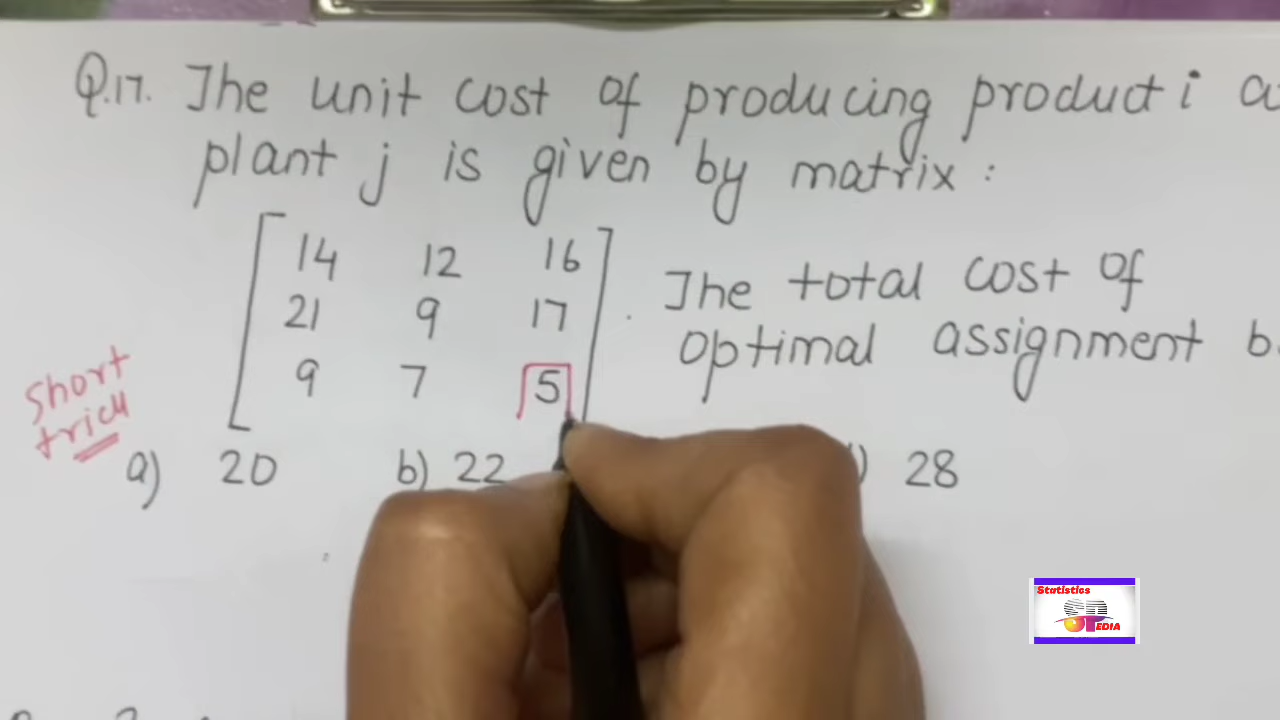 Q.17. The unit cost of producing product i
plant j is given by matrix :
14 12 16
21 9 17 . The total cost of
9 7 5 optimal assignment
short
trick
a) 20 b) 22 28
Statistics
EDIA